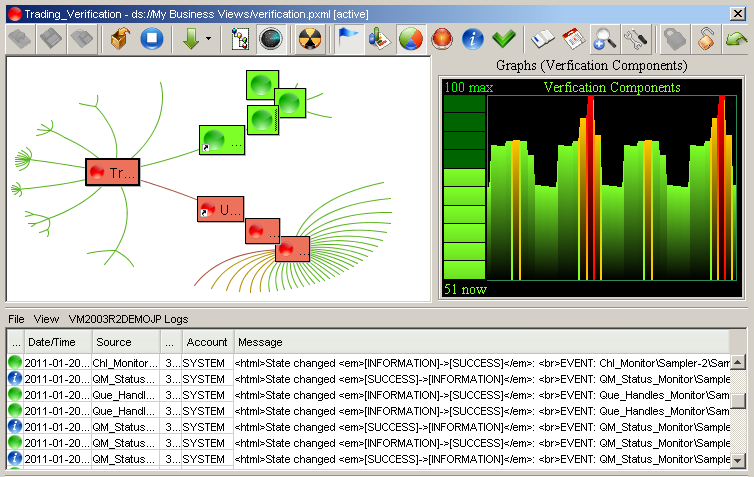 Trading_Verification - ds://My Business Views/verification.pxml [active]
Graphs (Verfication Components)
100 max
Verfication Components
...
Tr...
U...
...
...
51 now
File View VM2003R2DEMOJP Logs
... Date/Time Source ... Account Message
2011-01-20... Chl_Monitor... 3... SYSTEM <html>State changed <em>[INFORMATION]->[SUCCESS]</em>: <br>EVENT: Chl_Monitor\Sampler-2\Sam
2011-01-20... QM_Status... 3... SYSTEM <html>State changed <em>[SUCCESS]->[INFORMATION]</em>: <br>EVENT: QM_Status_Monitor\Sample
2011-01-20... Que_Handl... 3... SYSTEM <html>State changed <em>[INFORMATION]->[SUCCESS]</em>: <br>EVENT: Que_Handles_Monitor\Samp
2011-01-20... Que_Handl... 3... SYSTEM <html>State changed <em>[INFORMATION]->[SUCCESS]</em>: <br>EVENT: Que_Handles_Monitor\Samp
2011-01-20... QM_Status... 3... SYSTEM <html>State changed <em>[SUCCESS]->[INFORMATION]</em>: <br>EVENT: QM_Status_Monitor\Sample
2011-01-20... QM_Status... 3... SYSTEM <html>State changed <em>[INFORMATION]->[SUCCESS]</em>: <br>EVENT: QM_Status_Monitor\Sample
2011-01-20... QM_Status... 3... SYSTEM <html>State changed <em>[SUCCESS]->[INFORMATION]</em>: <br>EVENT: QM_Status_Monitor\Sample